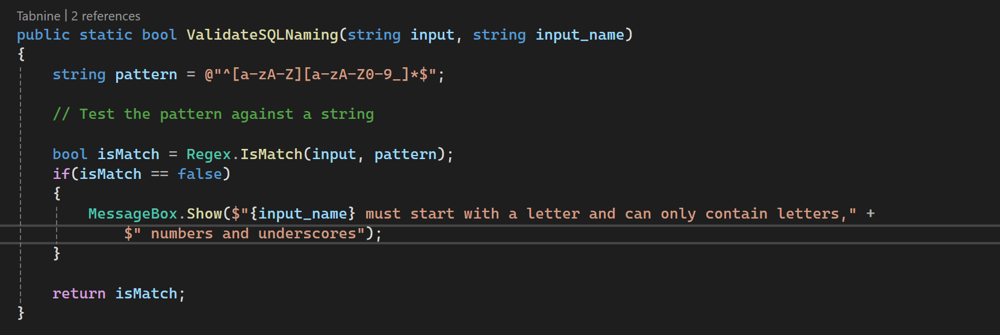 Tabnine | 2 references
public static bool ValidateSQLNaming(string input, string input_name)
{
    string pattern = @"^[a-zA-Z][a-zA-Z0-9_]*$";
    // Test the pattern against a string
    bool isMatch = Regex.IsMatch(input, pattern);
    if(isMatch == false)
    {
        MessageBox.Show($"{input_name} must start with a letter and can only contain letters," +
            $" numbers and underscores");
    }
    return isMatch;
}